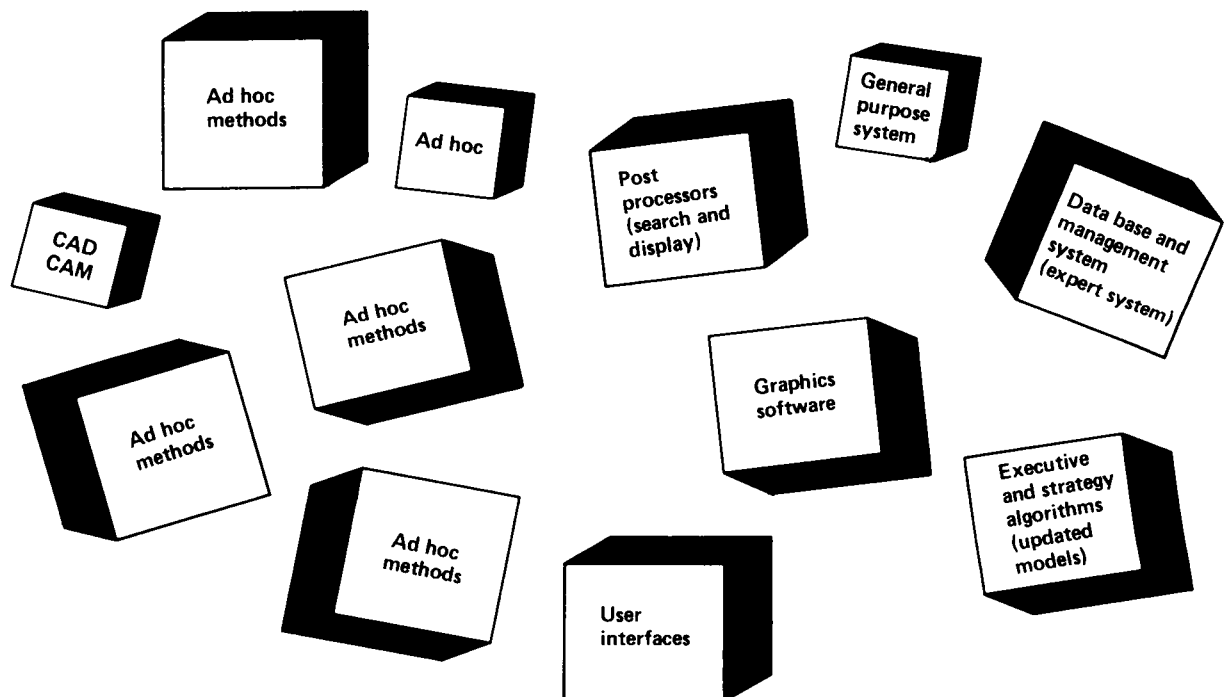 Ad hoc
methods
Ad hoc
General
purpose
system
Post
processors
(search and
display)
Data base and
management
system
(expert system)
CAD
CAM
Ad hoc
methods
Graphics
software
Ad hoc
methods
Executive
and strategy
algorithms
(updated
models)
Ad hoc
methods
User
interfaces